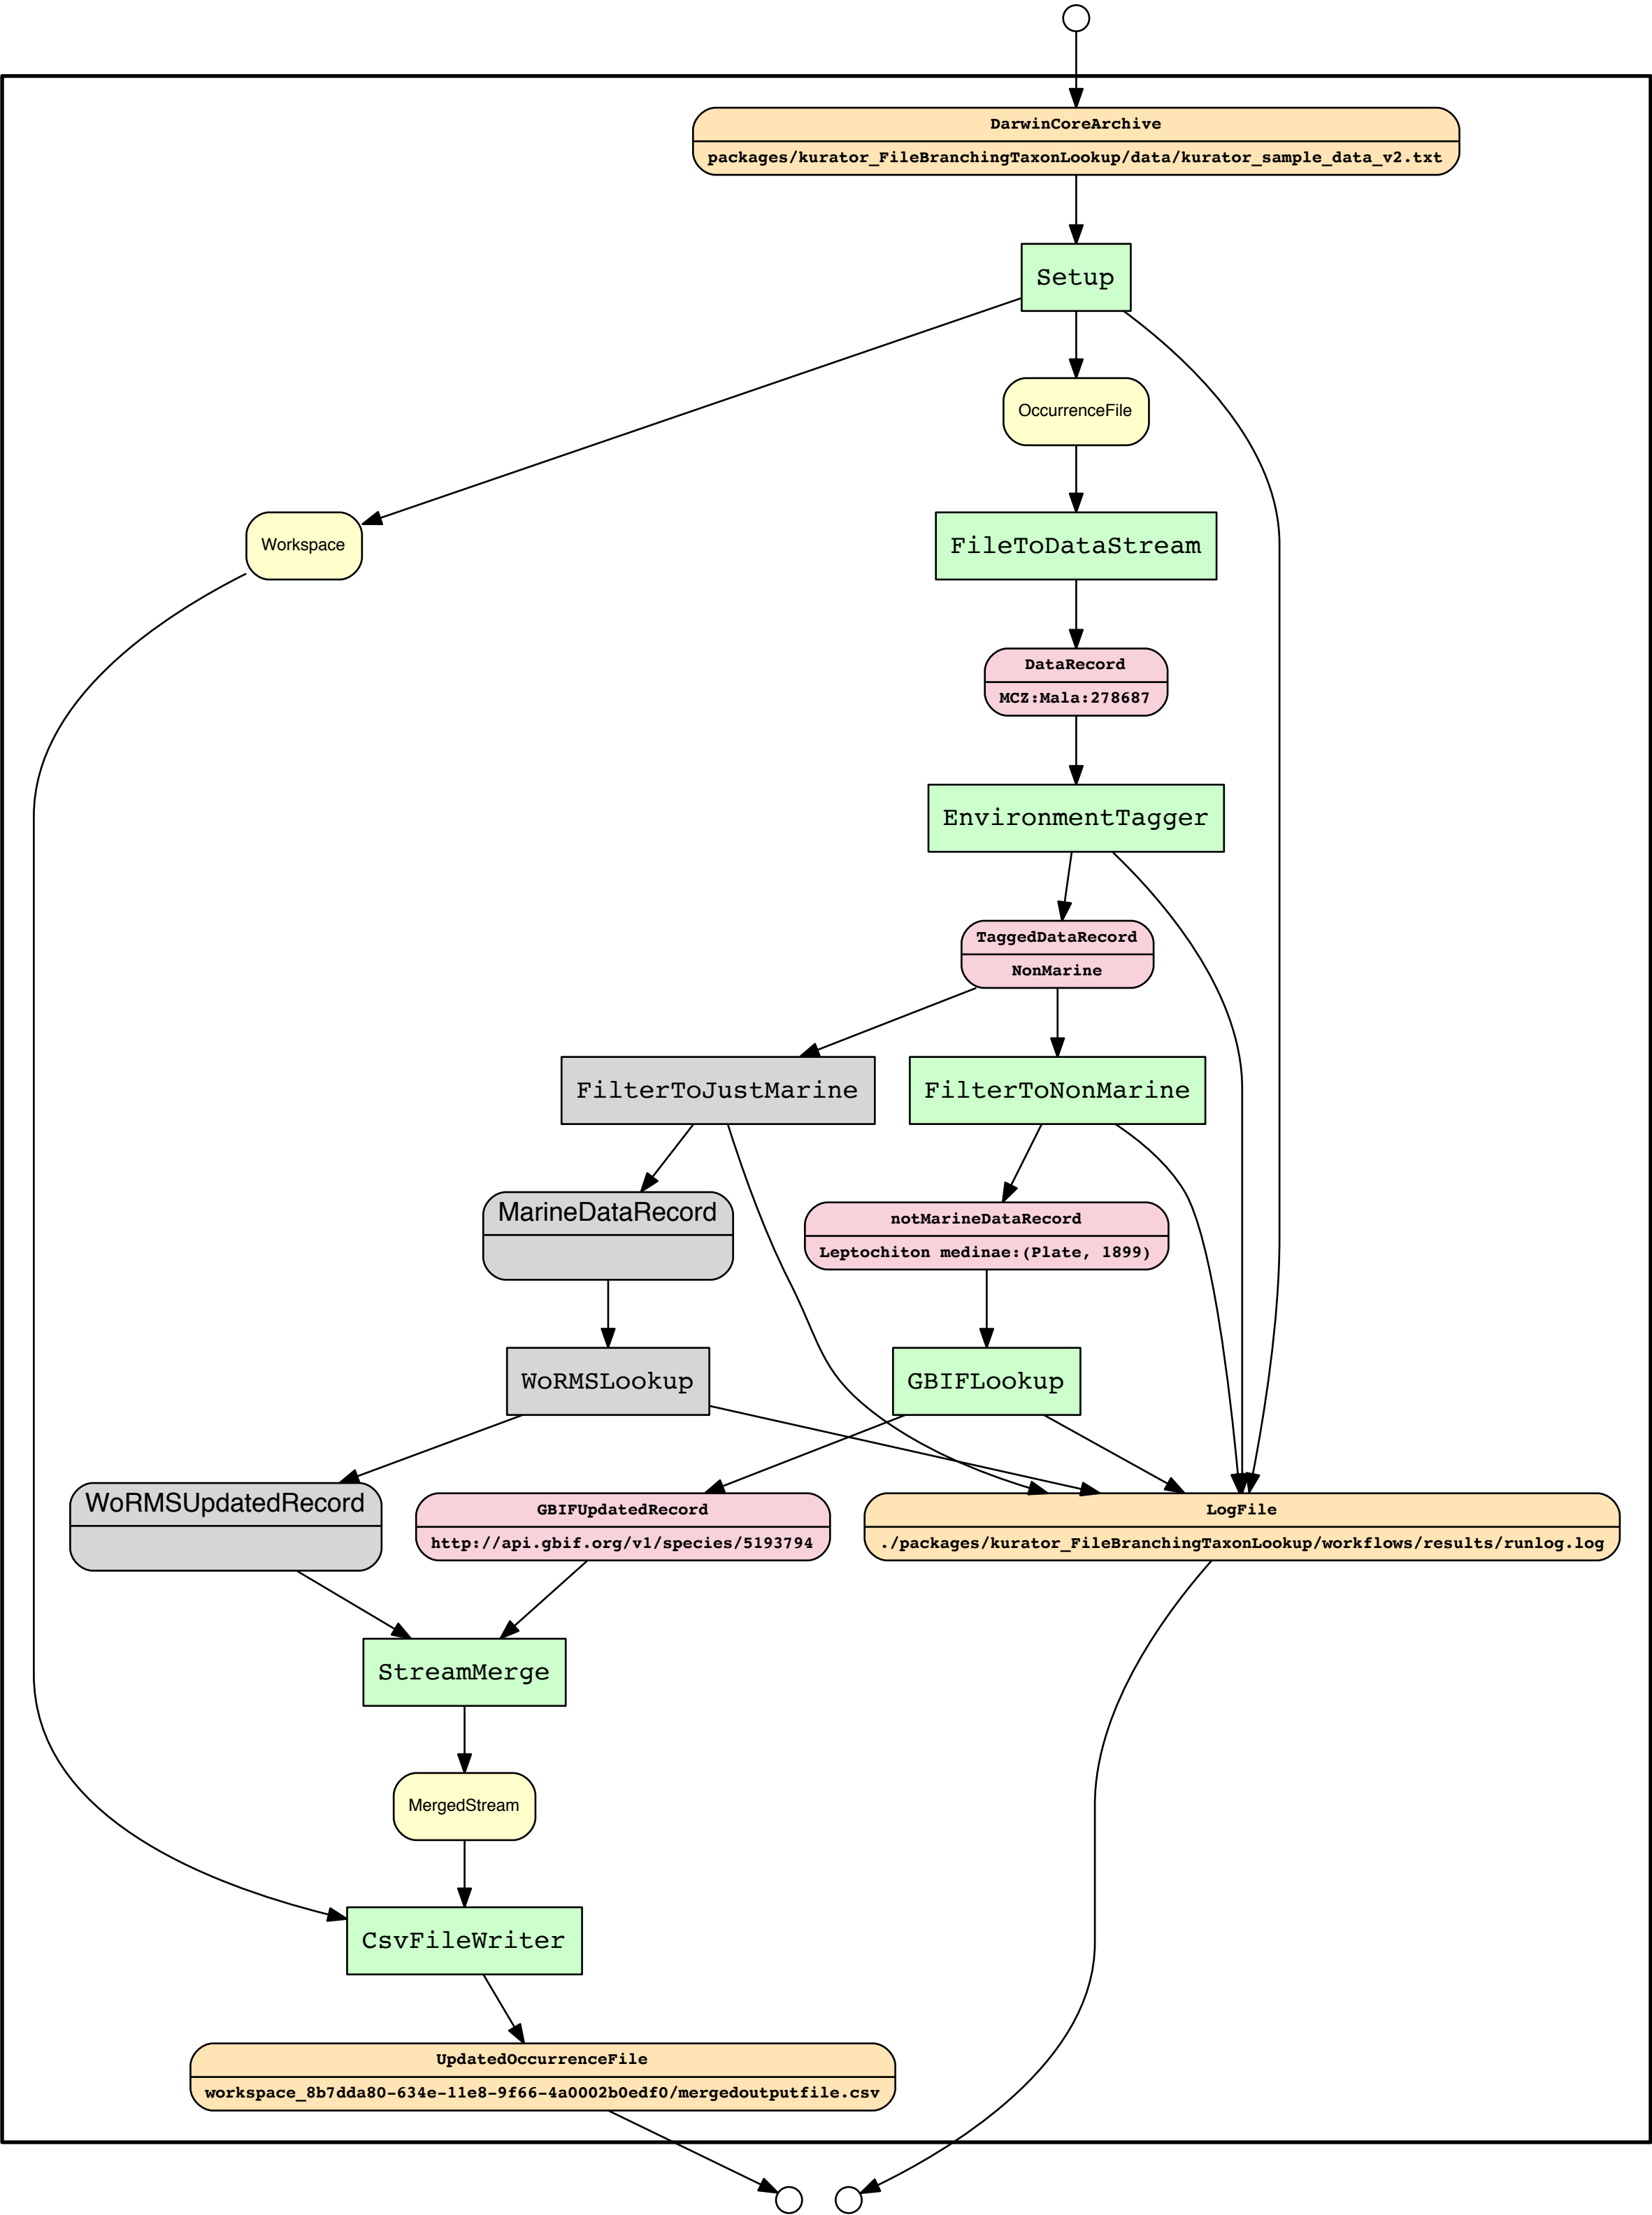 DarwinCoreArchive
packages/kurator_FileBranchingTaxonLookup/data/kurator_sample_data_v2.txt
Setup
OccurrenceFile
Workspace
FileToDataStream
DataRecord
MCZ:Mala:278687
EnvironmentTagger
TaggedDataRecord
NonMarine
FilterToJustMarine
FilterToNonMarine
MarineDataRecord
notMarineDataRecord
Leptochiton medinae:(Plate, 1899)
WoRMSLookup
GBIFLookup
WoRMSUpdatedRecord
GBIFUpdatedRecord
http://api.gbif.org/v1/species/5193794
LogFile
./packages/kurator_FileBranchingTaxonLookup/workflows/results/runlog.log
StreamMerge
MergedStream
CsvFileWriter
UpdatedOccurrenceFile
workspace_8b7dda80-634e-11e8-9f66-4a0002b0edf0/mergedoutputfile.csv